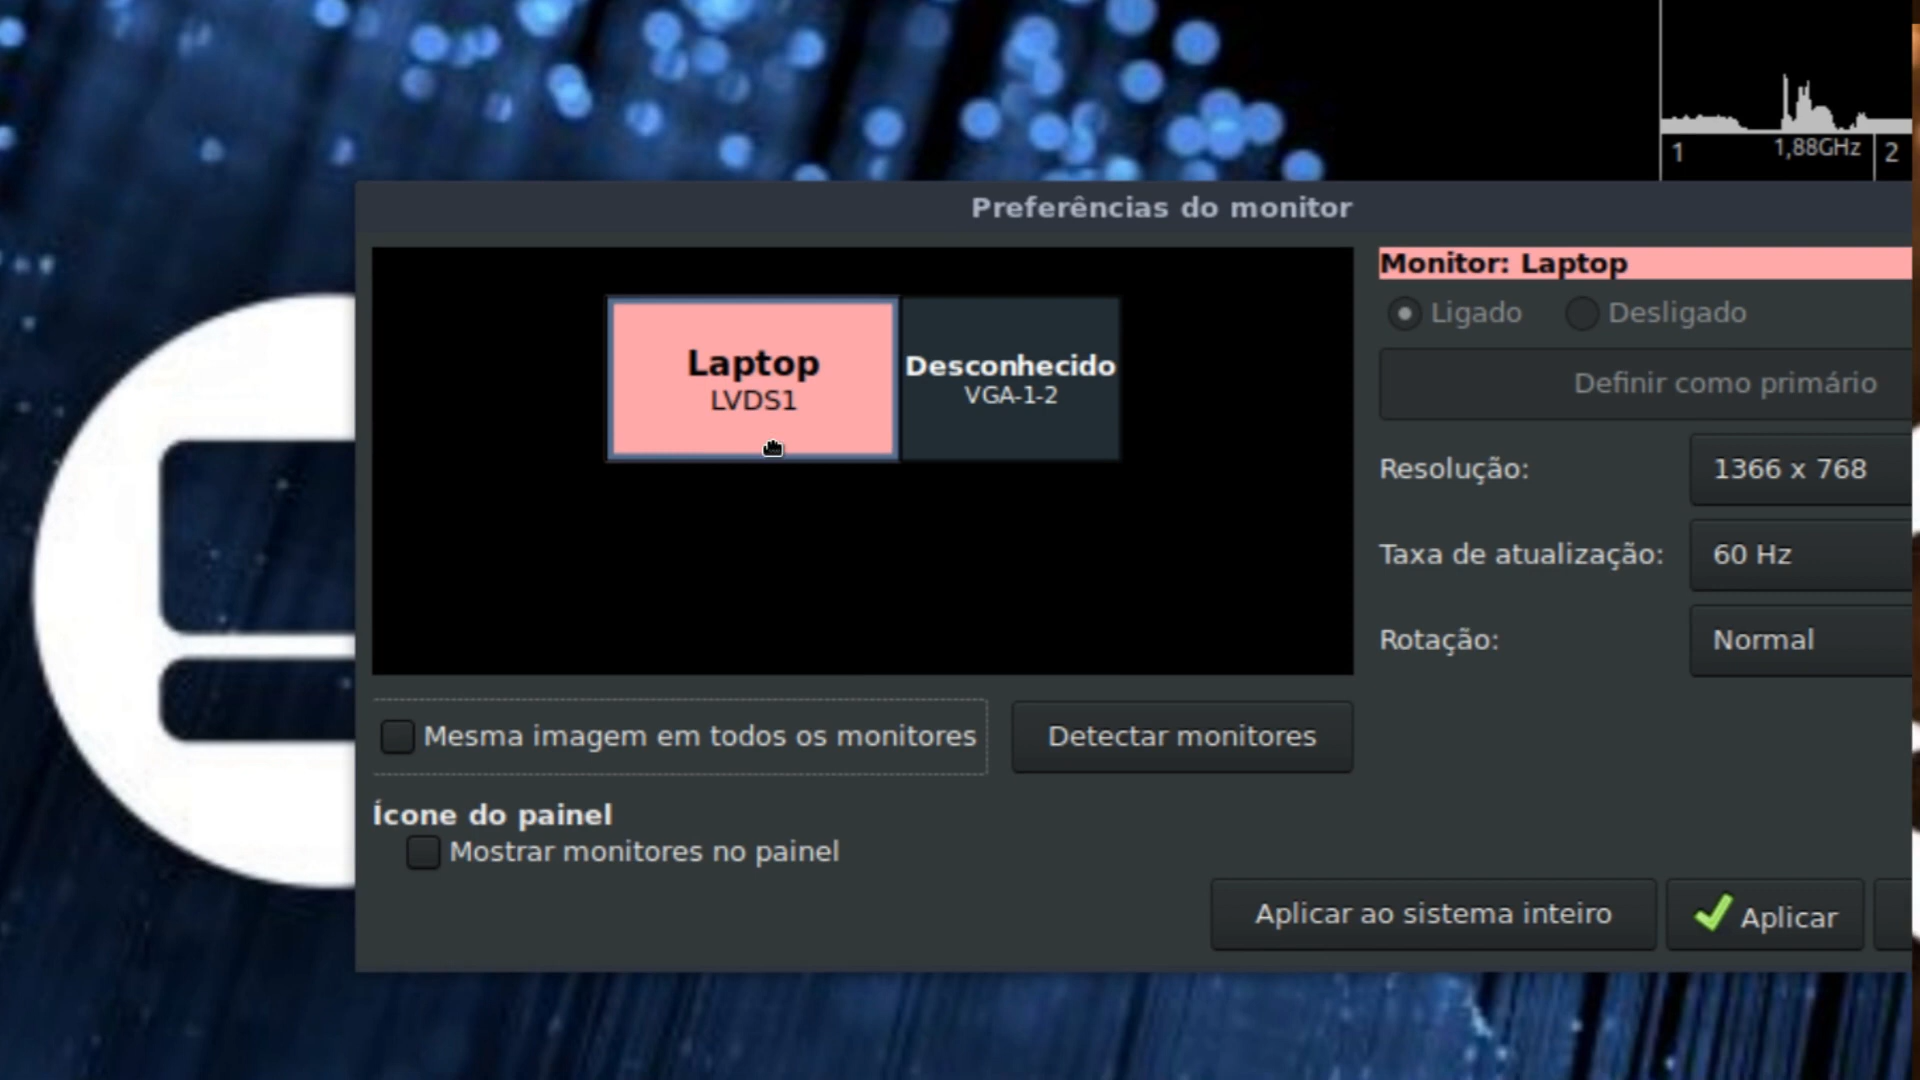 1
1,88GHz
2
Preferências do monitor
Laptop
LVDS1
Desconhecido
VGA-1-2
Monitor: Laptop
Ligado
Desligado
Definir como primário
Resolução:
1366 x 768
Taxa de atualização:
60 Hz
Rotação:
Normal
Mesma imagem em todos os monitores
Detectar monitores
Ícone do painel
Mostrar monitores no painel
Aplicar ao sistema inteiro
Aplicar